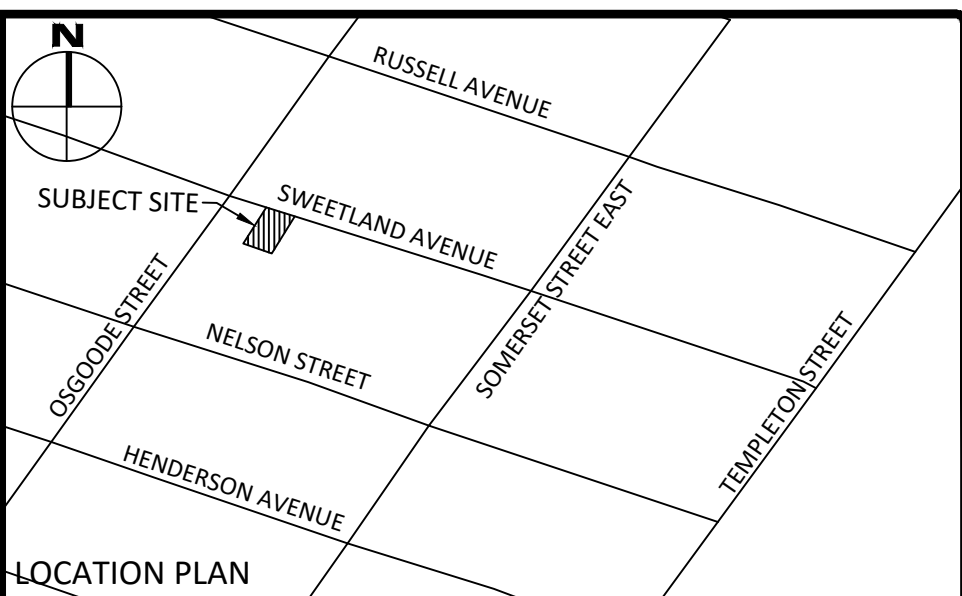 N
RUSSELL AVENUE
SUBJECT SITE
SWEETLAND AVENUE
SOMERSET STREET EAST
OSGOODE STREET
NELSON STREET
TEMPLETON STREET
HENDERSON AVENUE
LOCATION PLAN